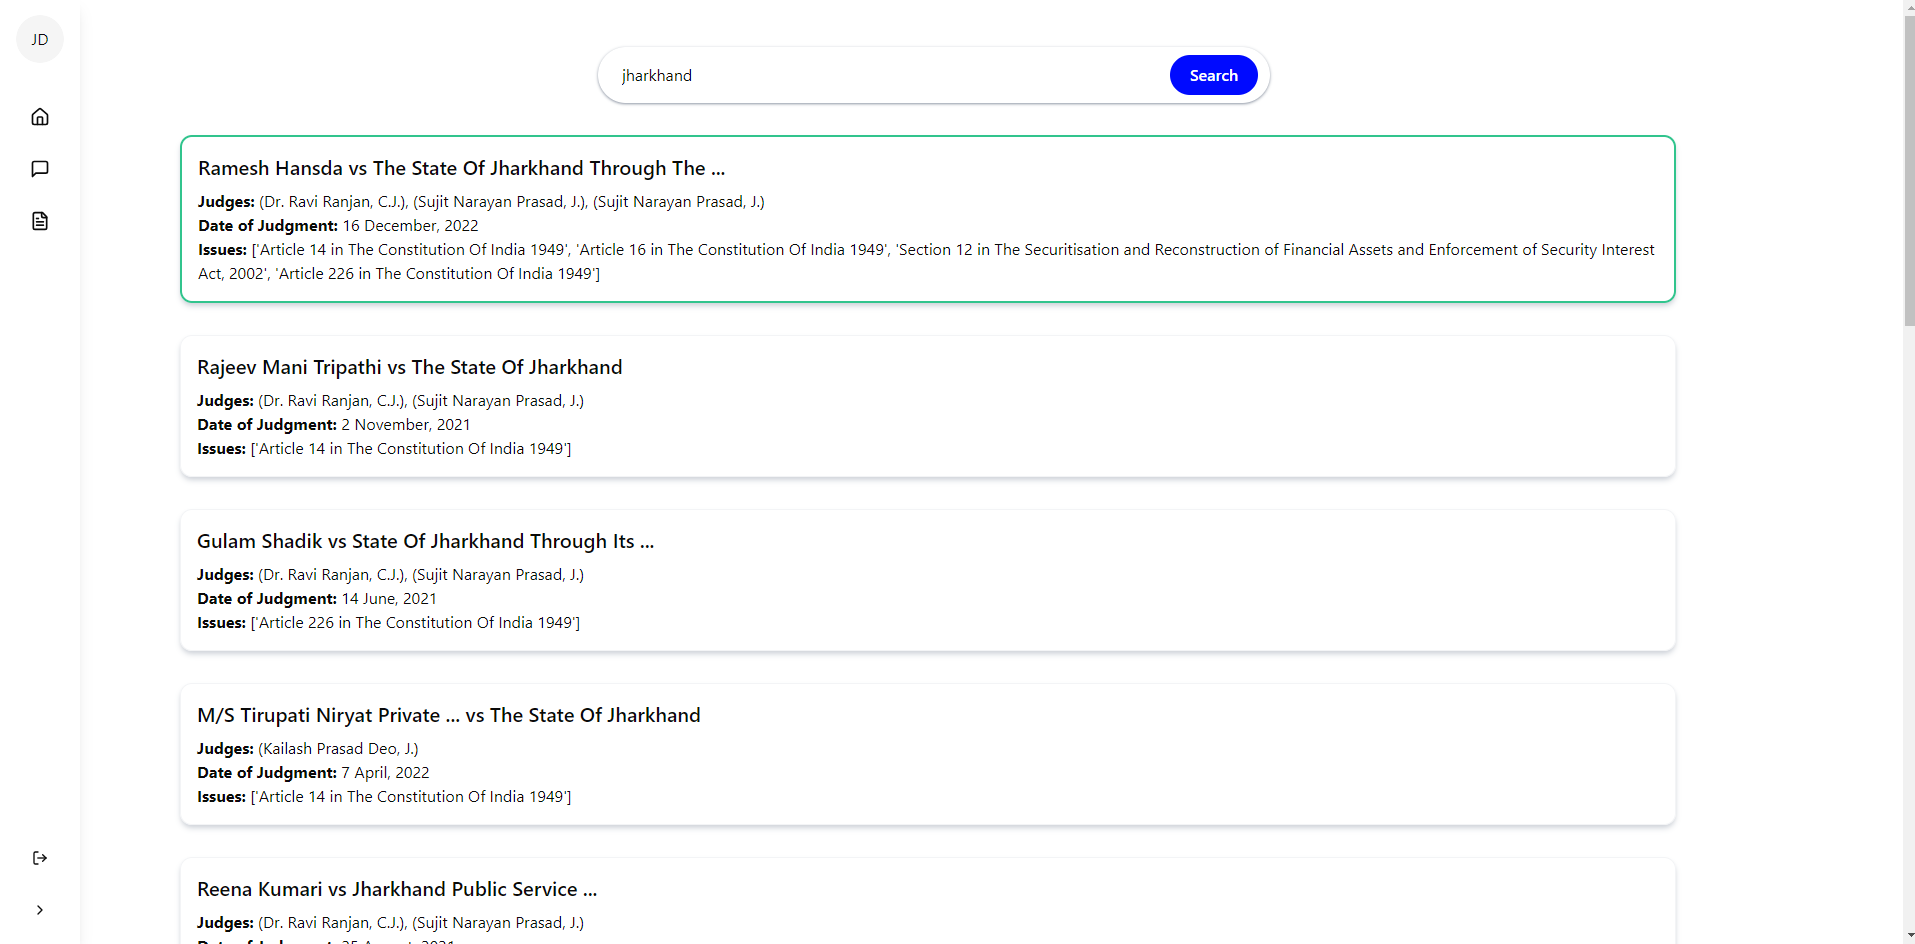 JD
jharkhand
Search
Ramesh Hansda vs The State Of Jharkhand Through The ...
Judges: (Dr. Ravi Ranjan, C.J.), (Sujit Narayan Prasad, J.), (Sujit Narayan Prasad, J.)
Date of Judgment: 16 December, 2022
Issues: ['Article 14 in The Constitution Of India 1949', 'Article 16 in The Constitution Of India 1949', 'Section 12 in The Securitisation and Reconstruction of Financial Assets and Enforcement of Security Interest
Act, 2002', 'Article 226 in The Constitution Of India 1949']
Rajeev Mani Tripathi vs The State Of Jharkhand
Judges: (Dr. Ravi Ranjan, C.J.), (Sujit Narayan Prasad, J.)
Date of Judgment: 2 November, 2021
Issues: ['Article 14 in The Constitution Of India 1949']
Gulam Shadik vs State Of Jharkhand Through Its ...
Judges: (Dr. Ravi Ranjan, C.J.), (Sujit Narayan Prasad, J.)
Date of Judgment: 14 June, 2021
Issues: ['Article 226 in The Constitution Of India 1949']
M/S Tirupati Niryat Private ... vs The State Of Jharkhand
Judges: (Kailash Prasad Deo, J.)
Date of Judgment: 7 April, 2022
Issues: ['Article 14 in The Constitution Of India 1949']
Reena Kumari vs Jharkhand Public Service ...
Judges: (Dr. Ravi Ranjan, C.J.), (Sujit Narayan Prasad, J.)